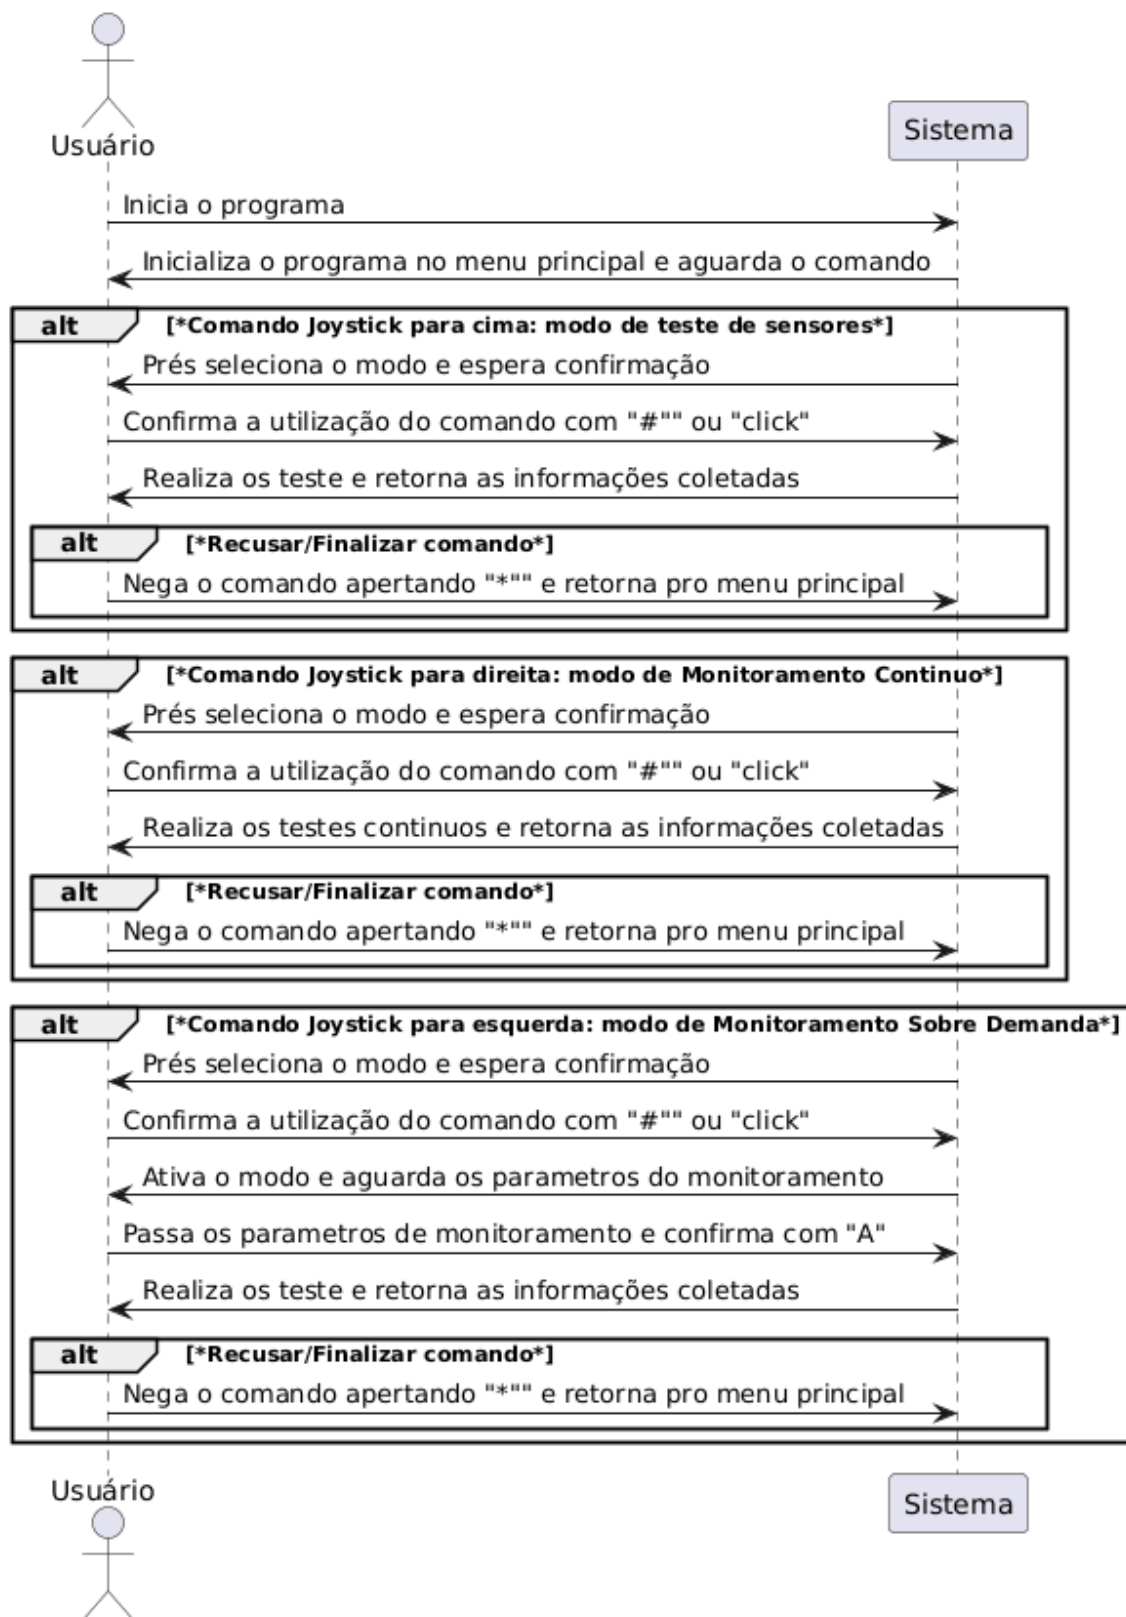 Usuário
Sistema
Inicia o programa
Inicializa o programa no menu principal e aguarda o comando
alt [*Comando Joystick para cima: modo de teste de sensores*]
Prés seleciona o modo e espera confirmação
Confirma a utilização do comando com "#"" ou "click"
Realiza os teste e retorna as informações coletadas
alt [*Recusar/Finalizar comando*]
Nega o comando apertando "*"" e retorna pro menu principal
alt [*Comando Joystick para direita: modo de Monitoramento Continuo*]
Prés seleciona o modo e espera confirmação
Confirma a utilização do comando com "#"" ou "click"
Realiza os testes continuos e retorna as informações coletadas
alt [*Recusar/Finalizar comando*]
Nega o comando apertando "*"" e retorna pro menu principal
alt [*Comando Joystick para esquerda: modo de Monitoramento Sobre Demanda*]
Prés seleciona o modo e espera confirmação
Confirma a utilização do comando com "#"" ou "click"
Ativa o modo e aguarda os parametros do monitoramento
Passa os parametros de monitoramento e confirma com "A"
Realiza os teste e retorna as informações coletadas
alt [*Recusar/Finalizar comando*]
Nega o comando apertando "*"" e retorna pro menu principal
Usuário
Sistema